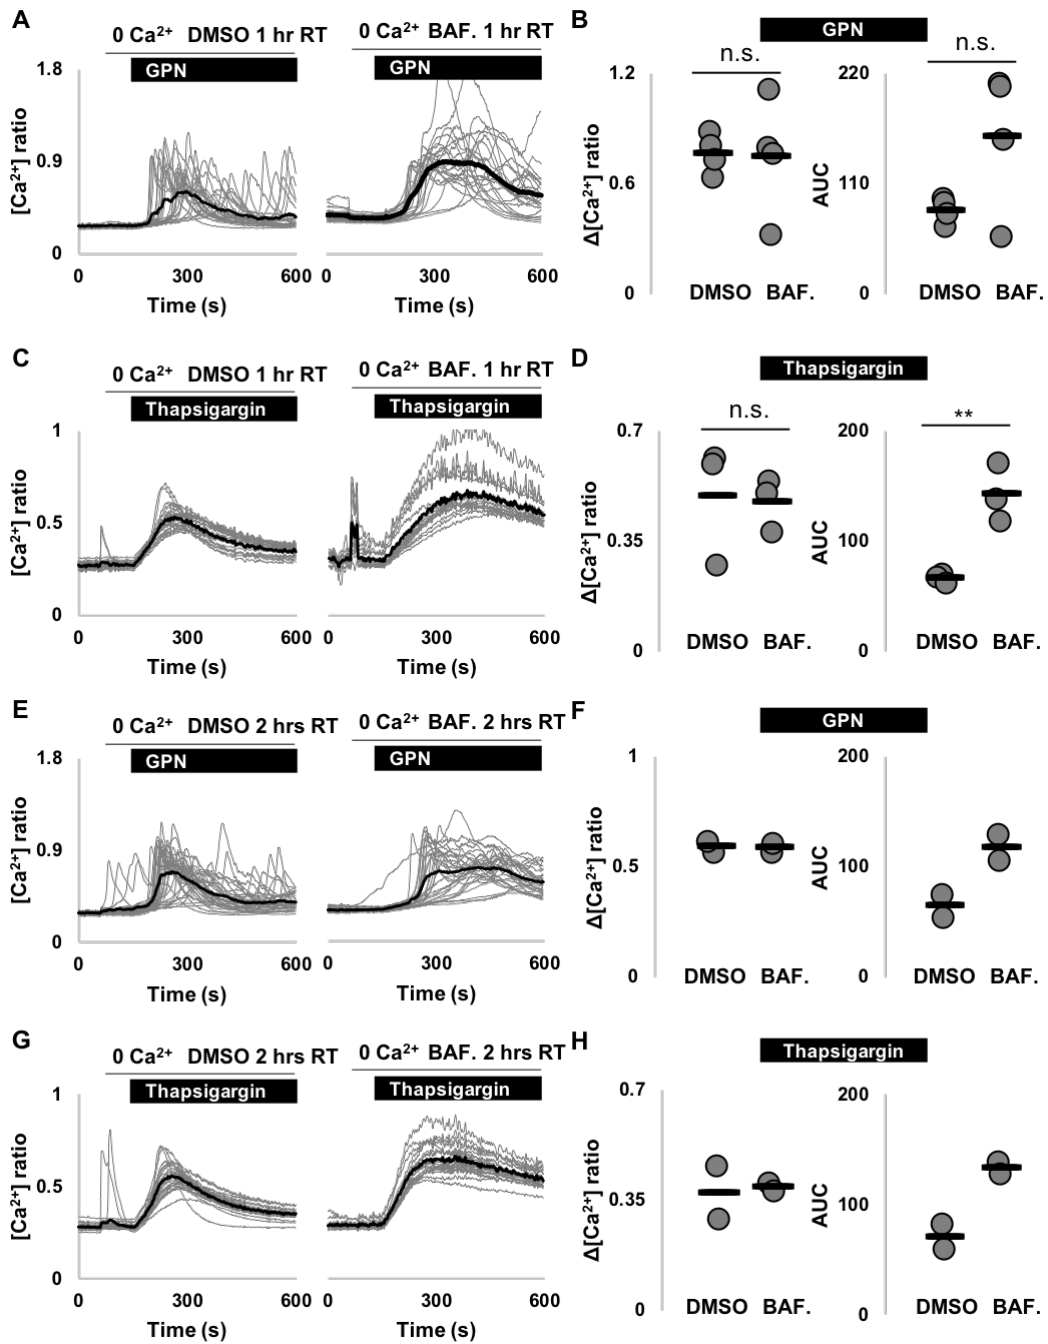 A
0 Ca²⁺ DMSO 1 hr RT
0 Ca²⁺ BAF. 1 hr RT
GPN
GPN
1.8
0.9
0
[Ca²⁺] ratio
0 300 600
0 300 600
Time (s)
Time (s)
B
GPN
n.s.
n.s.
1.2
0.6
0
Δ[Ca²⁺] ratio
DMSO BAF.
220
110
0
AUC
DMSO BAF.
C
0 Ca²⁺ DMSO 1 hr RT
0 Ca²⁺ BAF. 1 hr RT
Thapsigargin
Thapsigargin
1
0.5
0
[Ca²⁺] ratio
0 300 600
0 300 600
Time (s)
Time (s)
D
Thapsigargin
n.s.
**
0.7
0.35
0
Δ[Ca²⁺] ratio
DMSO BAF.
200
100
0
AUC
DMSO BAF.
E
0 Ca²⁺ DMSO 2 hrs RT
0 Ca²⁺ BAF. 2 hrs RT
GPN
GPN
1.8
0.9
0
[Ca²⁺] ratio
0 300 600
0 300 600
Time (s)
Time (s)
F
GPN
1
0.5
0
Δ[Ca²⁺] ratio
DMSO BAF.
200
100
0
AUC
DMSO BAF.
G
0 Ca²⁺ DMSO 2 hrs RT
0 Ca²⁺ BAF. 2 hrs RT
Thapsigargin
Thapsigargin
1
0.5
0
[Ca²⁺] ratio
0 300 600
0 300 600
Time (s)
Time (s)
H
Thapsigargin
0.7
0.35
0
Δ[Ca²⁺] ratio
DMSO BAF.
200
100
0
AUC
DMSO BAF.